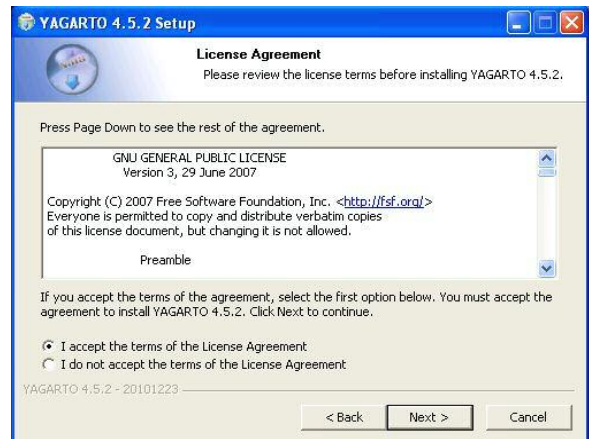 YAGARTO 4.5.2 Setup
License Agreement
Please review the license terms before installing YAGARTO 4.5.2.
Press Page Down to see the rest of the agreement.
GNU GENERAL PUBLIC LICENSE
Version 3, 29 June 2007
Copyright (C) 2007 Free Software Foundation, Inc. <http://fsf.org/>
Everyone is permitted to copy and distribute verbatim copies
of this license document, but changing it is not allowed.
Preamble
If you accept the terms of the agreement, select the first option below. You must accept the
agreement to install YAGARTO 4.5.2. Click Next to continue.
I accept the terms of the License Agreement
I do not accept the terms of the License Agreement
YAGARTO 4.5.2 - 20101223
< Back Next > Cancel